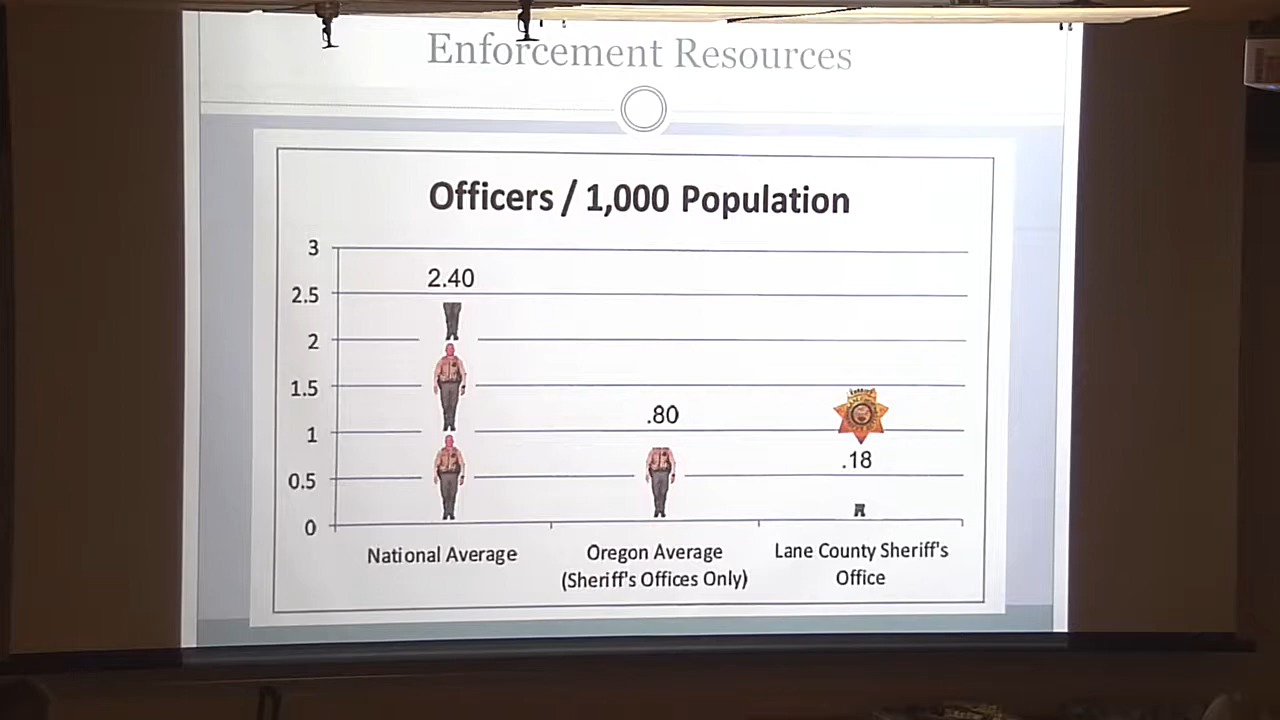 Enforcement Resources
Officers / 1,000 Population
3
2.40
2.5
2
1.5
.80
1
.18
0.5
0
National Average
Oregon Average
(Sheriff's Offices Only)
Lane County Sheriff's
Office